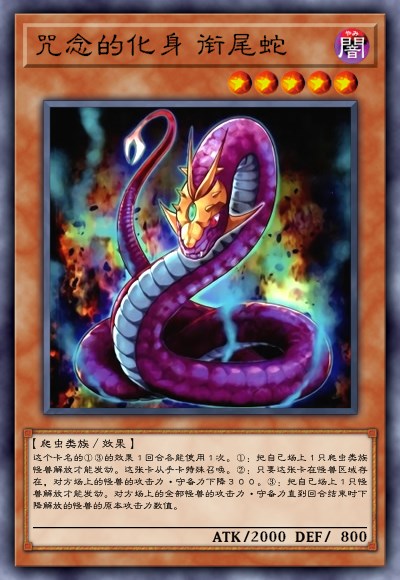 咒念的化身 衔尾蛇
やみ
闇
【爬虫类族/效果】
这个卡名的①③的效果1回合各能使用1次。①:把自己场上1只爬虫类族
怪兽解放才能发动。这张卡从手卡特殊召唤。②:只要这张卡在怪兽区域存
在,对方场上的怪兽的攻击力・守备力下降300。③:把自己场上1只怪
兽解放才能发动。对方场上的全部怪兽的攻击力・守备力直到回合结束时下
降解放的怪兽的原本攻击力数值。
ATK/2000 DEF/ 800